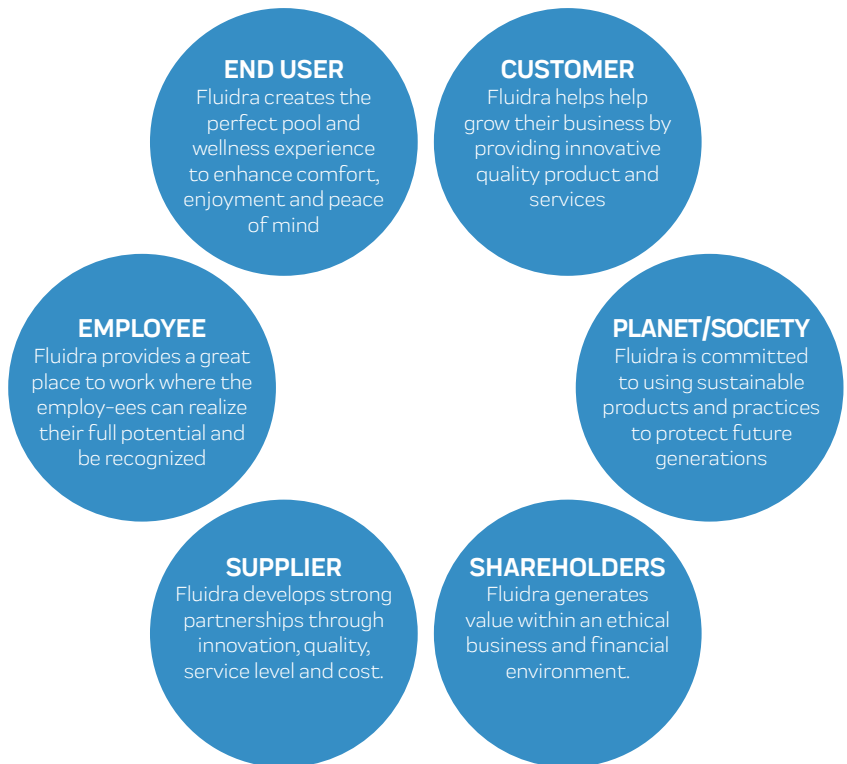 END USER
Fluidra creates the
perfect pool and
wellness experience
to enhance comfort,
enjoyment and peace
of mind
CUSTOMER
Fluidra helps help
grow their business by
providing innovative
quality product and
services
EMPLOYEE
Fluidra provides a great
place to work where the
employ-ees can realize
their full potential and
be recognized
PLANET/SOCIETY
Fluidra is committed
to using sustainable
products and practices
to protect future
generations
SUPPLIER
Fluidra develops strong
partnerships through
innovation, quality,
service level and cost.
SHAREHOLDERS
Fluidra generates
value within an ethical
business and financial
environment.